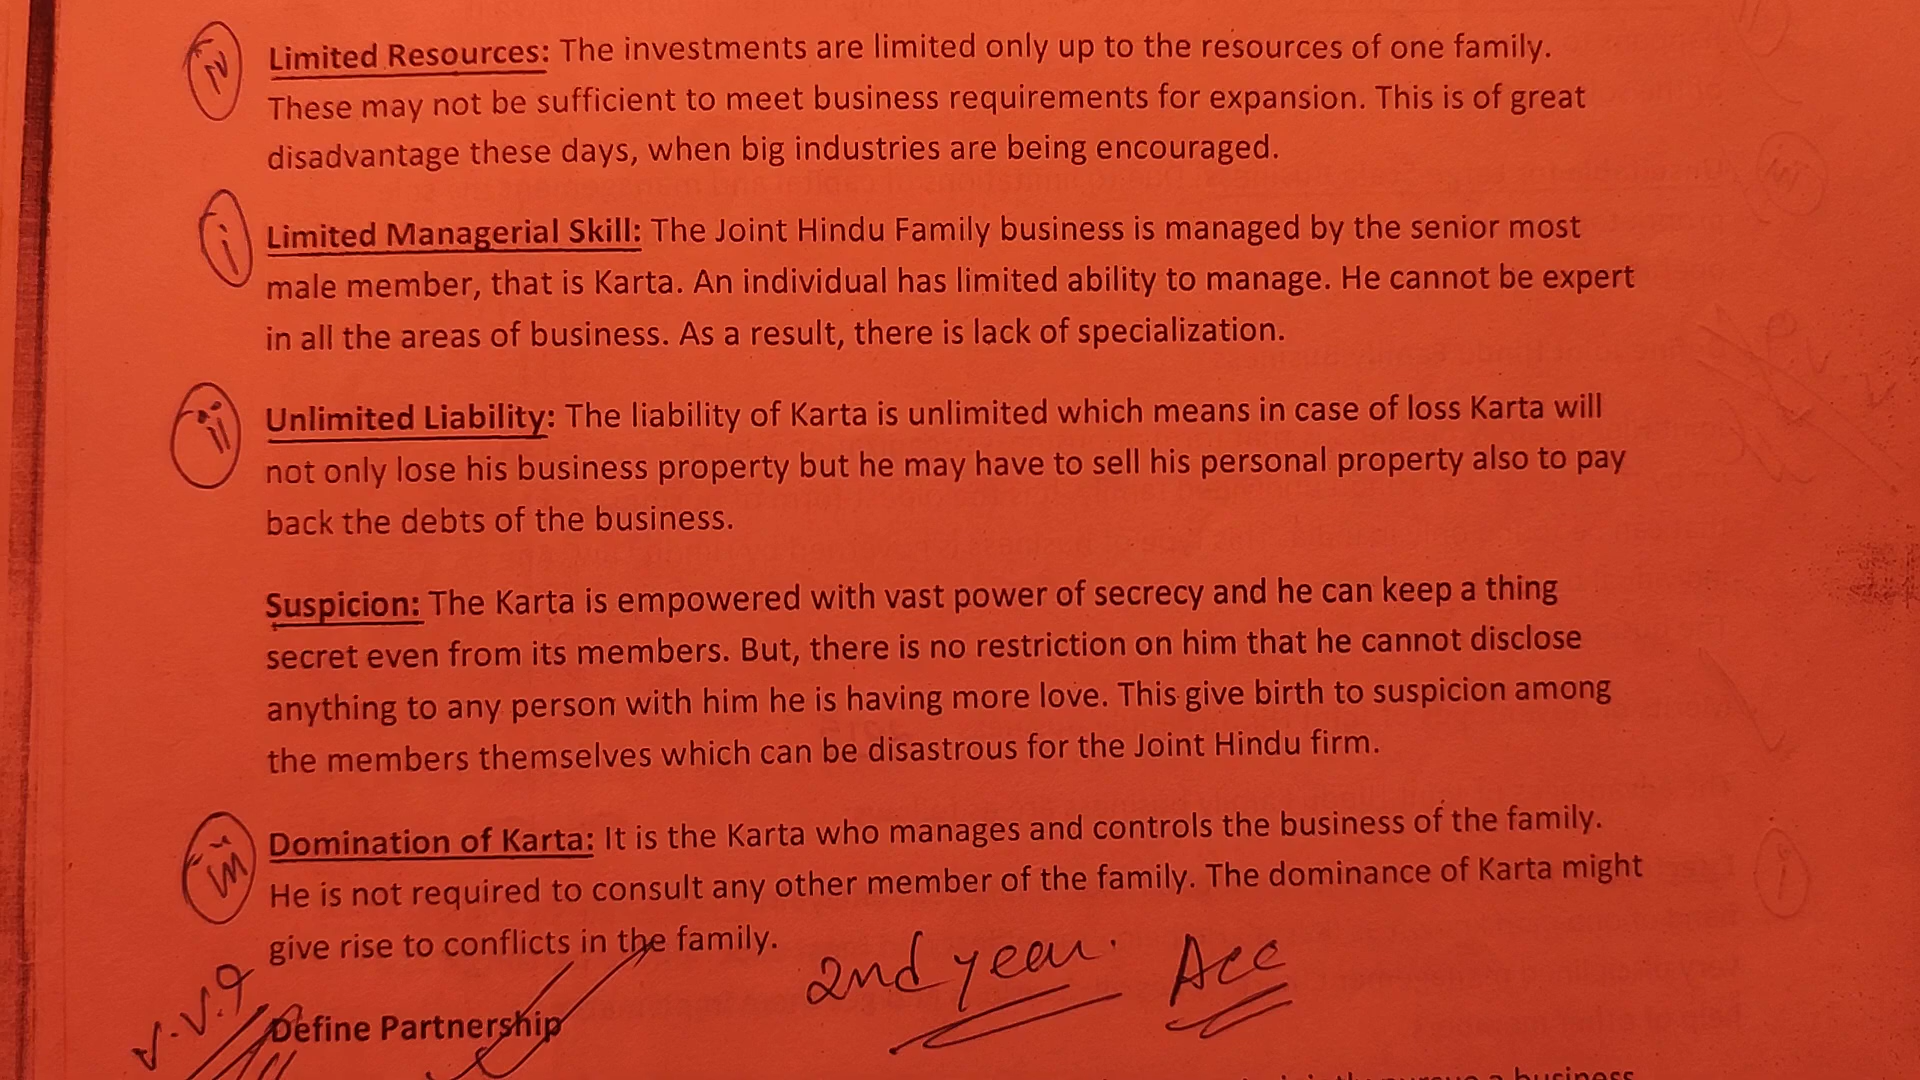 iv Limited Resources: The investments are limited only up to the resources of one family.
These may not be sufficient to meet business requirements for expansion. This is of great
disadvantage these days, when big industries are being encouraged.
i Limited Managerial Skill: The Joint Hindu Family business is managed by the senior most
male member, that is Karta. An individual has limited ability to manage. He cannot be expert
in all the areas of business. As a result, there is lack of specialization.
ii Unlimited Liability: The liability of Karta is unlimited which means in case of loss Karta will
not only lose his business property but he may have to sell his personal property also to pay
back the debts of the business.
Suspicion: The Karta is empowered with vast power of secrecy and he can keep a thing
secret even from its members. But, there is no restriction on him that he cannot disclose
anything to any person with him he is having more love. This give birth to suspicion among
the members themselves which can be disastrous for the Joint Hindu firm.
iii Domination of Karta: It is the Karta who manages and controls the business of the family.
He is not required to consult any other member of the family. The dominance of Karta might
give rise to conflicts in the family.
2nd year. Acc
Define Partnership
a business